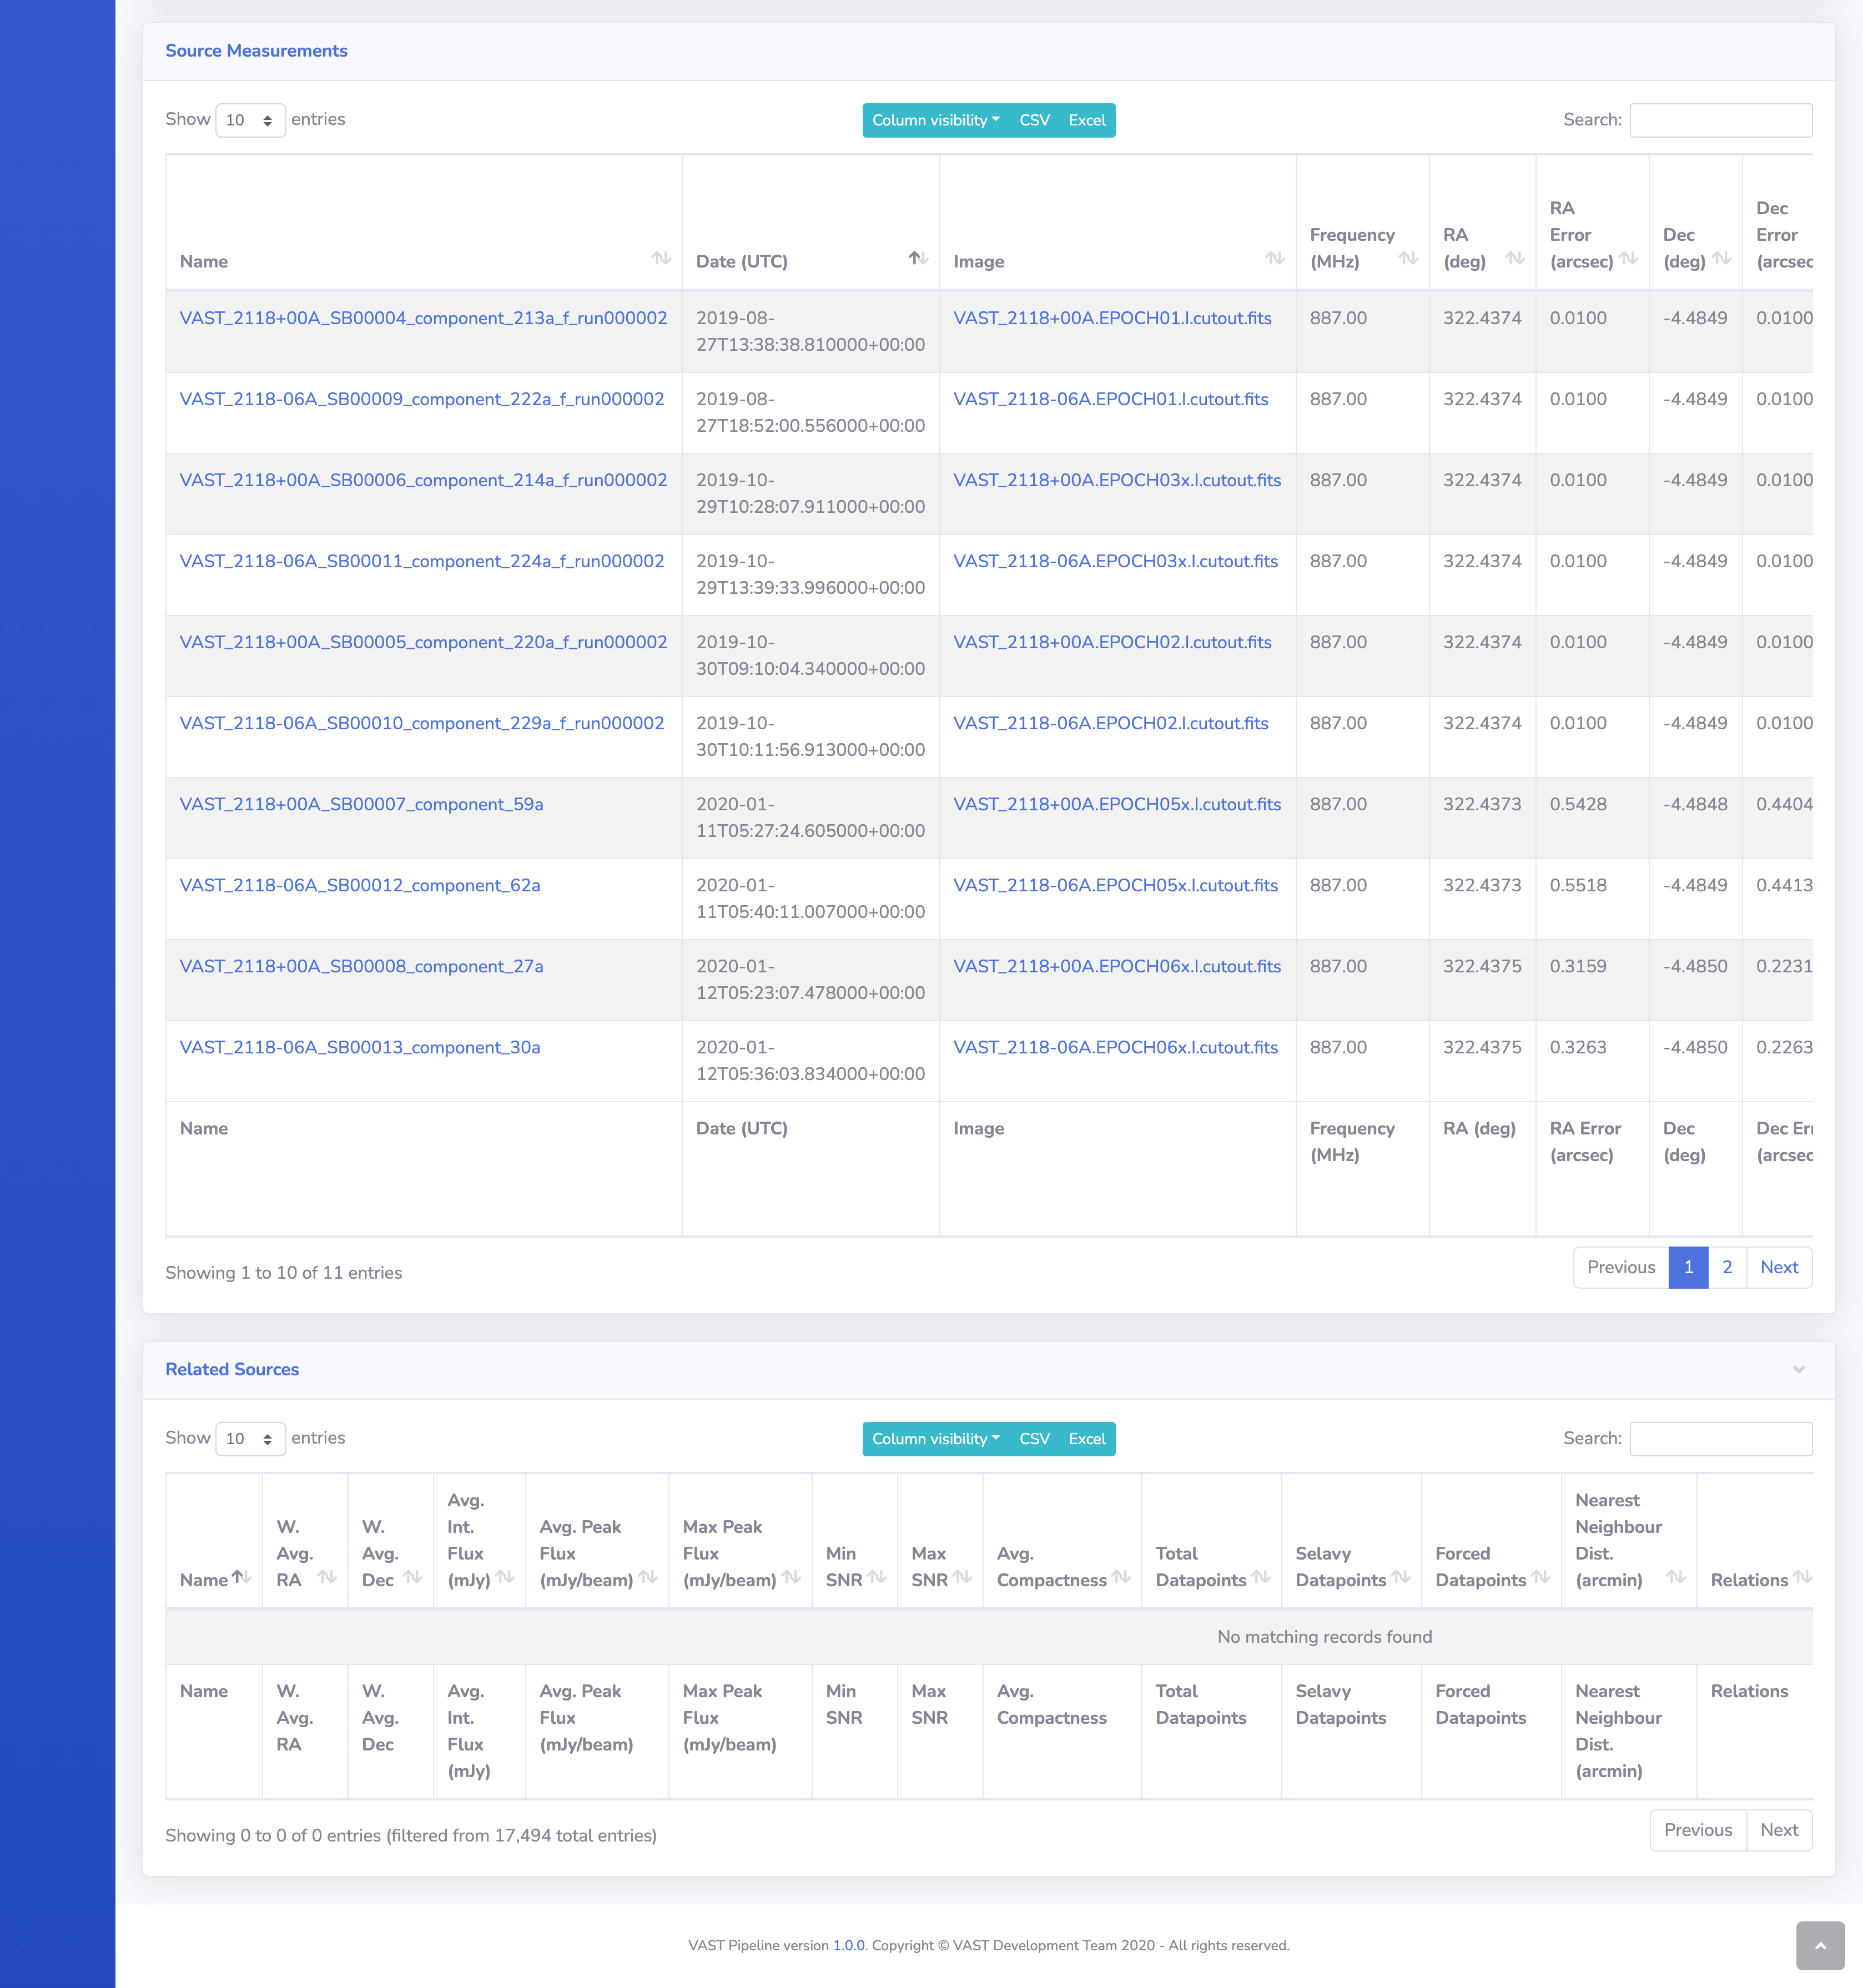 Source Measurements
Show 10 entries
Column visibility CSV Excel
Search:
Name
Date (UTC)
Image
Frequency
(MHz)
RA
(deg)
RA
Error
(arcsec)
Dec
(deg)
Dec
Error
(arcsec
VAST_2118+00A_SB00004_component_213a_f_run000002
2019-08-
27T13:38:38.810000+00:00
VAST_2118+00A.EPOCH01.I.cutout.fits
887.00
322.4374
0.0100
-4.4849
0.0100
VAST_2118-06A_SB00009_component_222a_f_run000002
2019-08-
27T18:52:00.556000+00:00
VAST_2118-06A.EPOCH01.I.cutout.fits
887.00
322.4374
0.0100
-4.4849
0.0100
VAST_2118+00A_SB00006_component_214a_f_run000002
2019-10-
29T10:28:07.911000+00:00
VAST_2118+00A.EPOCH03x.I.cutout.fits
887.00
322.4374
0.0100
-4.4849
0.0100
VAST_2118-06A_SB00011_component_224a_f_run000002
2019-10-
29T13:39:33.996000+00:00
VAST_2118-06A.EPOCH03x.I.cutout.fits
887.00
322.4374
0.0100
-4.4849
0.0100
VAST_2118+00A_SB00005_component_220a_f_run000002
2019-10-
30T09:10:04.340000+00:00
VAST_2118+00A.EPOCH02.I.cutout.fits
887.00
322.4374
0.0100
-4.4849
0.0100
VAST_2118-06A_SB00010_component_229a_f_run000002
2019-10-
30T10:11:56.913000+00:00
VAST_2118-06A.EPOCH02.I.cutout.fits
887.00
322.4374
0.0100
-4.4849
0.0100
VAST_2118+00A_SB00007_component_59a
2020-01-
11T05:27:24.605000+00:00
VAST_2118+00A.EPOCH05x.I.cutout.fits
887.00
322.4373
0.5428
-4.4848
0.4404
VAST_2118-06A_SB00012_component_62a
2020-01-
11T05:40:11.007000+00:00
VAST_2118-06A.EPOCH05x.I.cutout.fits
887.00
322.4373
0.5518
-4.4849
0.4413
VAST_2118+00A_SB00008_component_27a
2020-01-
12T05:23:07.478000+00:00
VAST_2118+00A.EPOCH06x.I.cutout.fits
887.00
322.4375
0.3159
-4.4850
0.2231
VAST_2118-06A_SB00013_component_30a
2020-01-
12T05:36:03.834000+00:00
VAST_2118-06A.EPOCH06x.I.cutout.fits
887.00
322.4375
0.3263
-4.4850
0.2263
Name
Date (UTC)
Image
Frequency
(MHz)
RA (deg)
RA Error
(arcsec)
Dec
(deg)
Dec Err
(arcsec
Showing 1 to 10 of 11 entries
Previous 1 2 Next
Related Sources
Show 10 entries
Column visibility CSV Excel
Search:
Name
W.
Avg.
RA
W.
Avg.
Dec
Avg.
Int.
Flux
(mJy)
Avg. Peak
Flux
(mJy/beam)
Max Peak
Flux
(mJy/beam)
Min
SNR
Max
SNR
Avg.
Compactness
Total
Datapoints
Selavy
Datapoints
Forced
Datapoints
Nearest
Neighbour
Dist.
(arcmin)
Relations
No matching records found
Name
W.
Avg.
RA
W.
Avg.
Dec
Avg.
Int.
Flux
(mJy)
Avg. Peak
Flux
(mJy/beam)
Max Peak
Flux
(mJy/beam)
Min
SNR
Max
SNR
Avg.
Compactness
Total
Datapoints
Selavy
Datapoints
Forced
Datapoints
Nearest
Neighbour
Dist.
(arcmin)
Relations
Showing 0 to 0 of 0 entries (filtered from 17,494 total entries)
Previous Next
VAST Pipeline version 1.0.0. Copyright © VAST Development Team 2020 - All rights reserved.